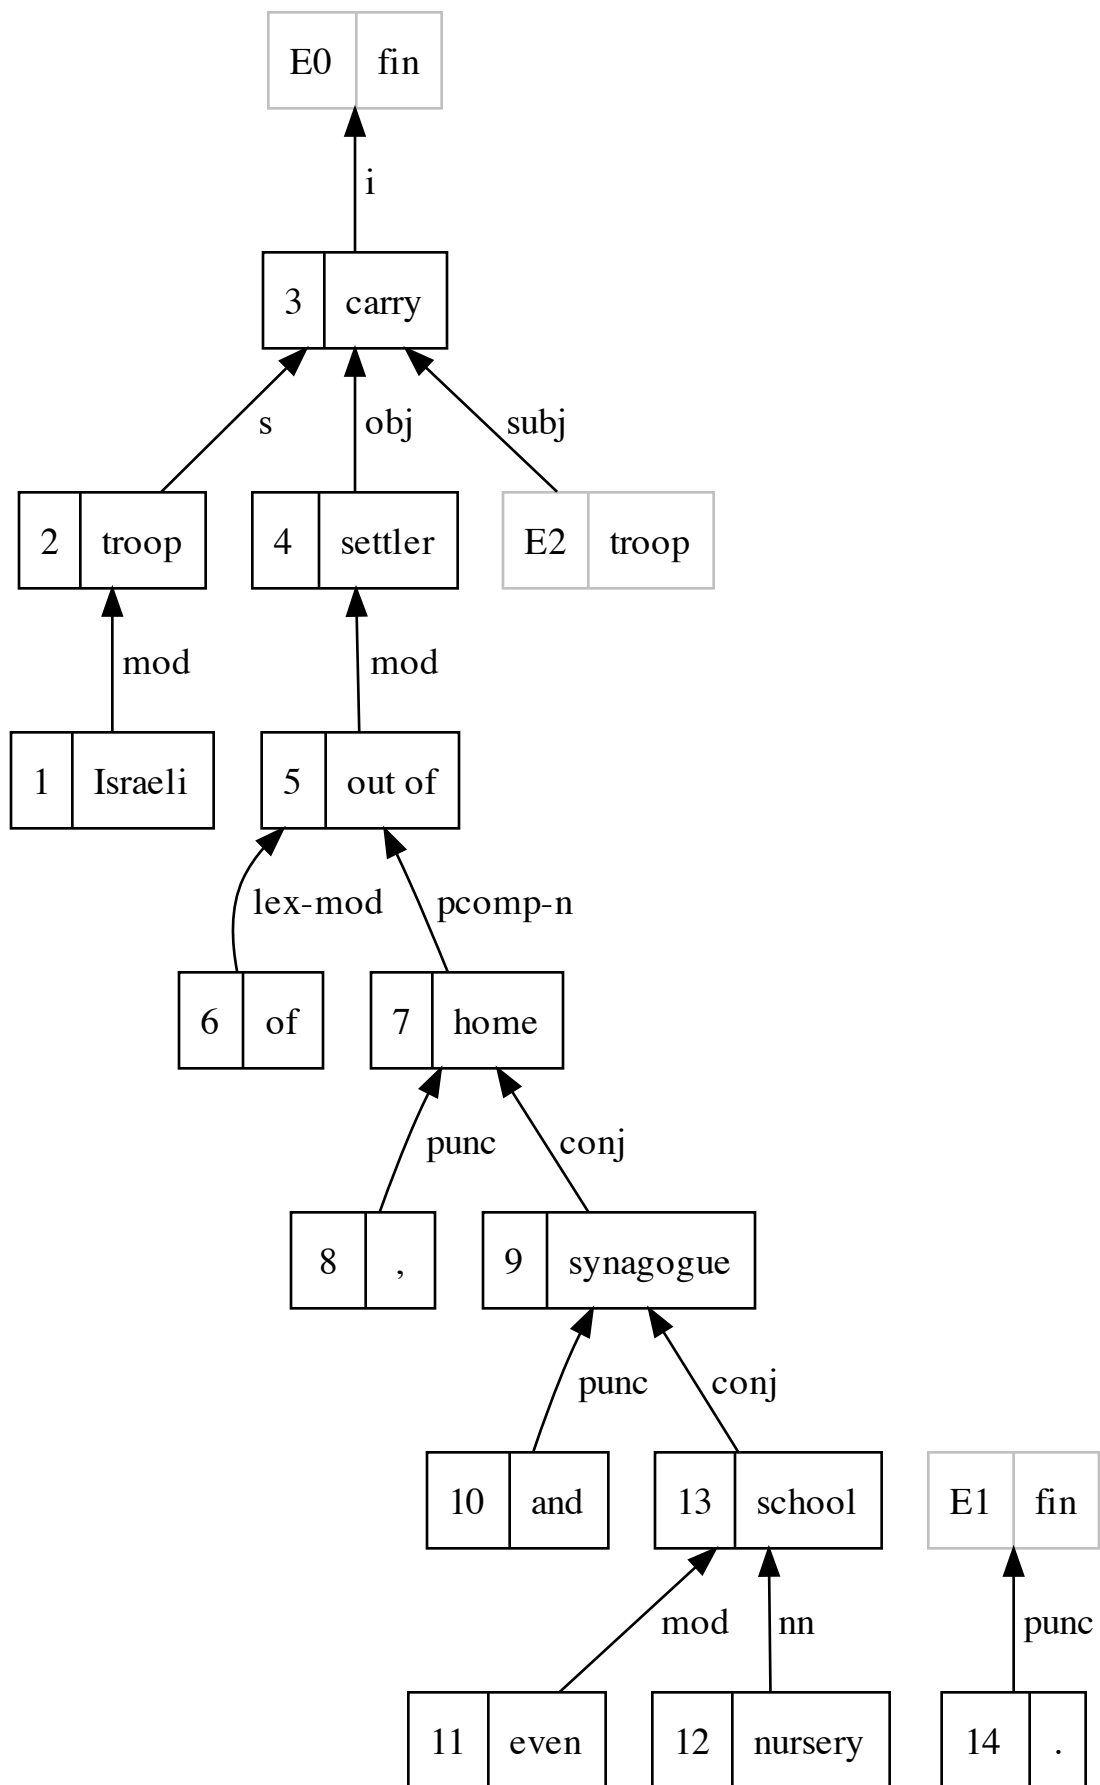 E0 fin
i
3 carry
s obj subj
2 troop 4 settler E2 troop
mod mod
1 Israeli 5 out of
lex-mod pcomp-n
6 of 7 home
punc conj
8 , 9 synagogue
punc conj
10 and 13 school E1 fin
mod nn punc
11 even 12 nursery 14 .